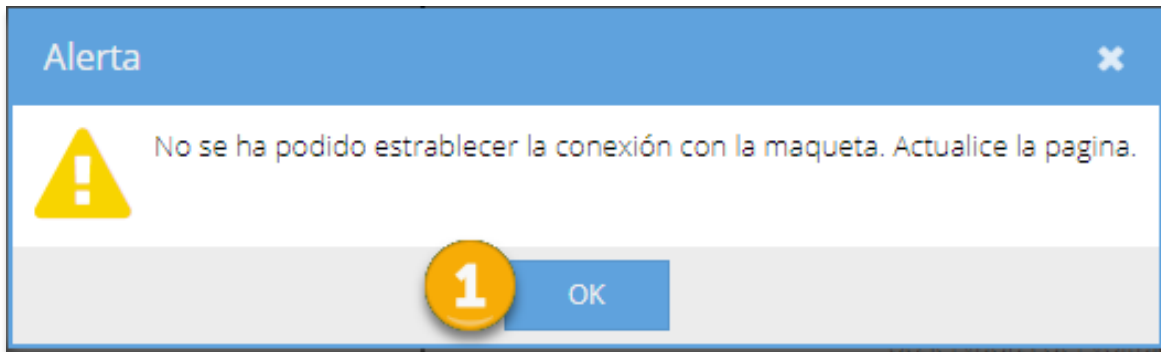 Alerta
No se ha podido estrablecer la conexión con la maqueta. Actualice la pagina.
1
OK